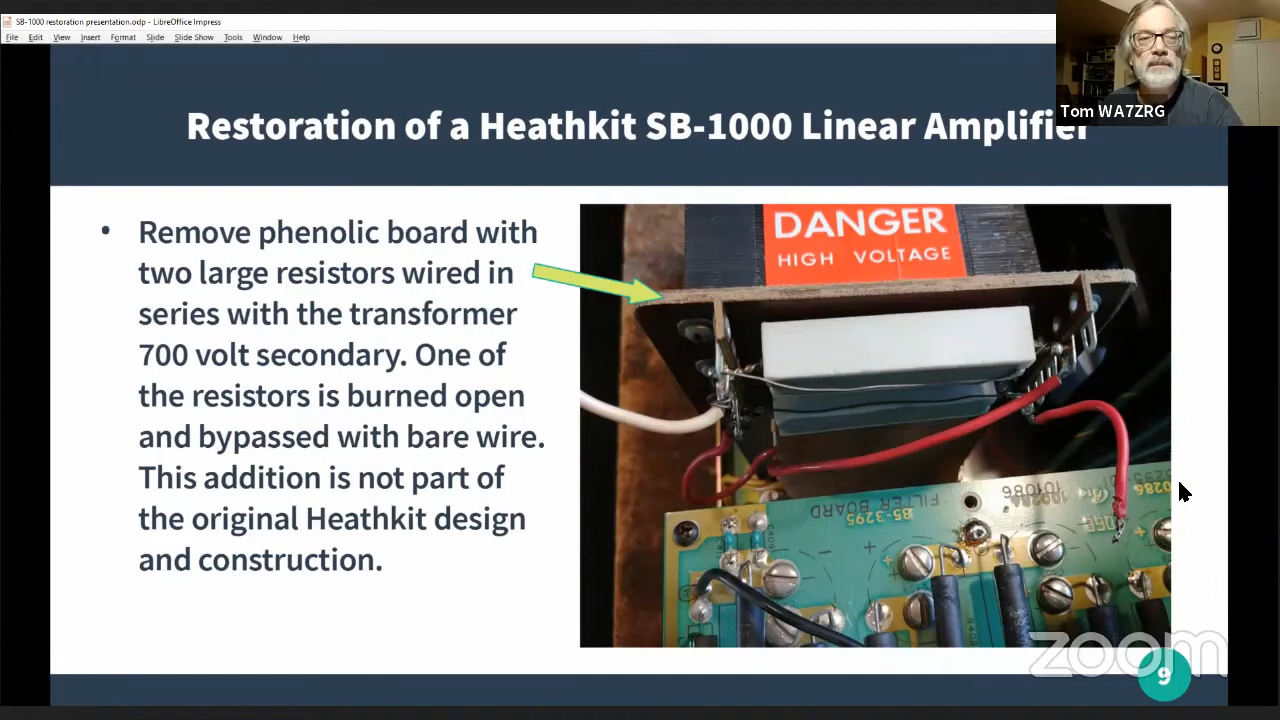 SB-1000 restoration presentation.odp - LibreOffice Impress
File Edit View Insert Format Slide Slide Show Tools Window Help
Tom WA7ZRG
Restoration of a Heathkit SB-1000 Linear Amplifier
• Remove phenolic board with
two large resistors wired in
series with the transformer
700 volt secondary. One of
the resistors is burned open
and bypassed with bare wire.
This addition is not part of
the original Heathkit design
and construction.
DANGER
HIGH VOLTAGE
FILTER BOARD
85-3295
101086
zoom
9